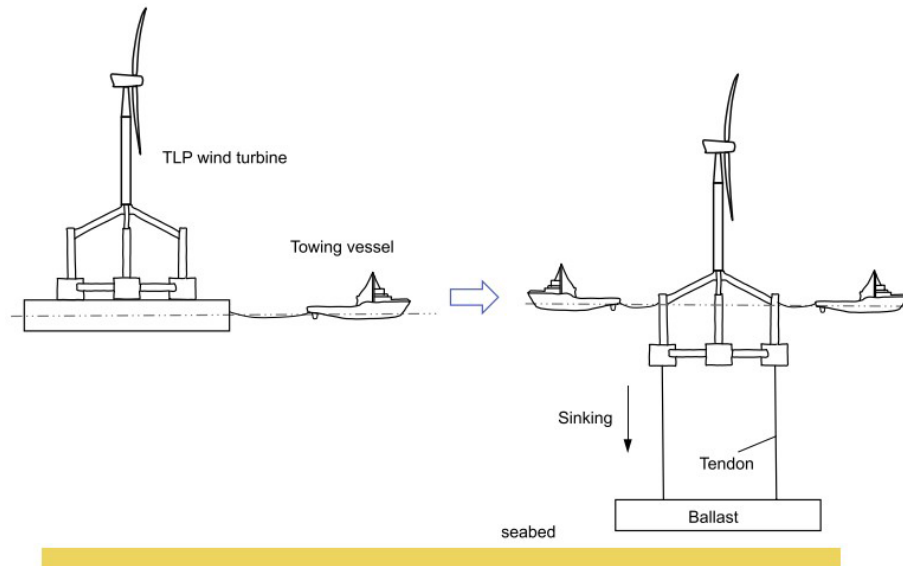 TLP wind turbine
Towing vessel
Sinking
Tendon
Ballast
seabed